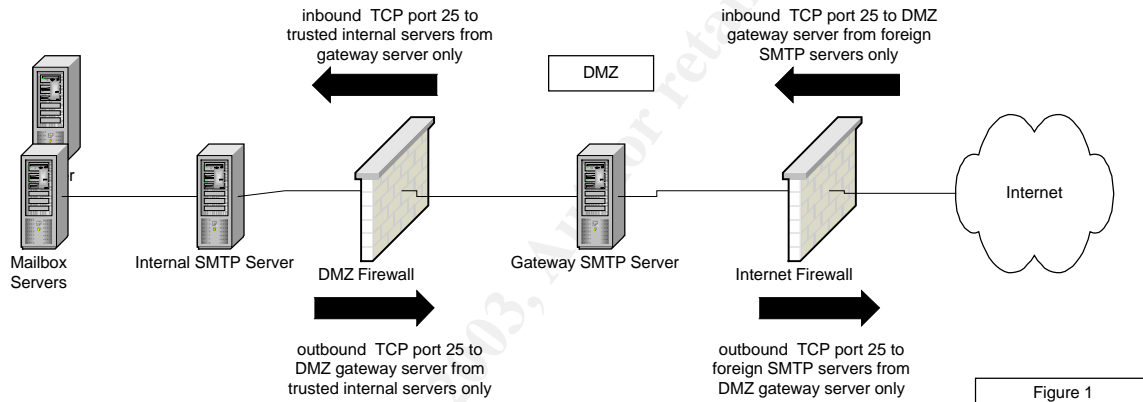 inbound TCP port 25 to
trusted internal servers from
gateway server only
DMZ
inbound TCP port 25 to DMZ
gateway server from foreign
SMTP servers only
Internet
Mailbox
Servers
Internal SMTP Server
DMZ Firewall
Gateway SMTP Server
Internet Firewall
outbound TCP port 25 to
DMZ gateway server from
trusted internal servers only
outbound TCP port 25 to
foreign SMTP servers from
DMZ gateway server only
Figure 1
2003, Author retai